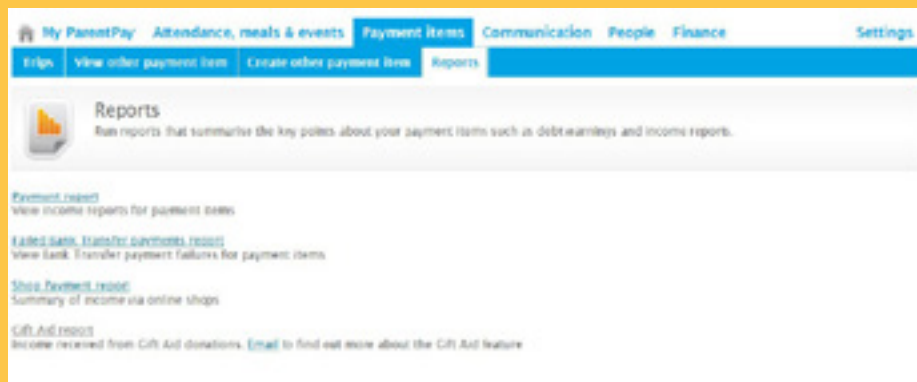 My ParentPay Attendance, meals & events Payment items Communication People Finance Settings
Trips View other payment item Create other payment item Reports
Reports
Run reports that summarise the key points about your payment items such as debt earnings and income reports.
Payment report
View income reports for payment items
Failed Bank Transfer payments report
View Bank Transfer payment failures for payment items
Shop Payment report
Summary of income via online shops
Gift Aid report
Income received from Gift Aid donations. Email to find out more about the Gift Aid feature